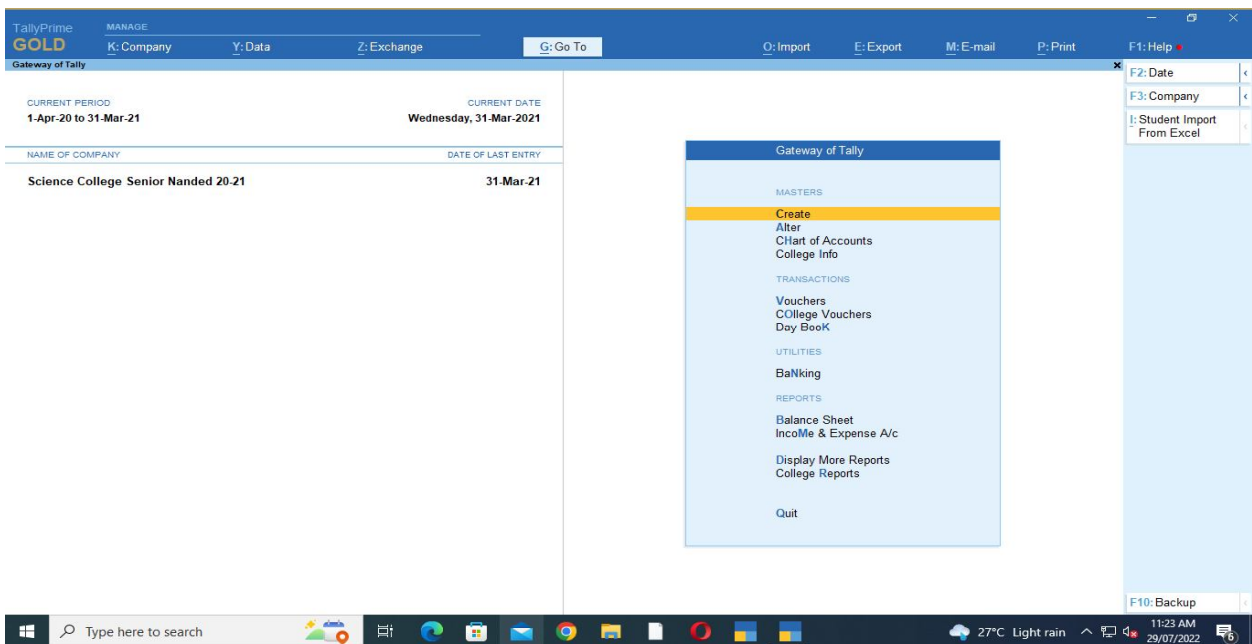 TallyPrime
GOLD
MANAGE
K: Company
Y: Data
Z: Exchange
G: Go To
O: Import
E: Export
M: E-mail
P: Print
F1: Help
Gateway of Tally
CURRENT PERIOD
CURRENT DATE
1-Apr-20 to 31-Mar-21
Wednesday, 31-Mar-2021
NAME OF COMPANY
DATE OF LAST ENTRY
Science College Senior Nanded 20-21
31-Mar-21
Gateway of Tally
MASTERS
Create
Alter
CHart of Accounts
College Info
TRANSACTIONS
Vouchers
COllege Vouchers
Day BooK
UTILITIES
BaNking
REPORTS
Balance Sheet
IncoMe & Expense A/c
Display More Reports
College Reports
Quit
F2: Date
F3: Company
I: Student Import
From Excel
F10: Backup
Type here to search
27°C Light rain
11:23 AM
29/07/2022
6